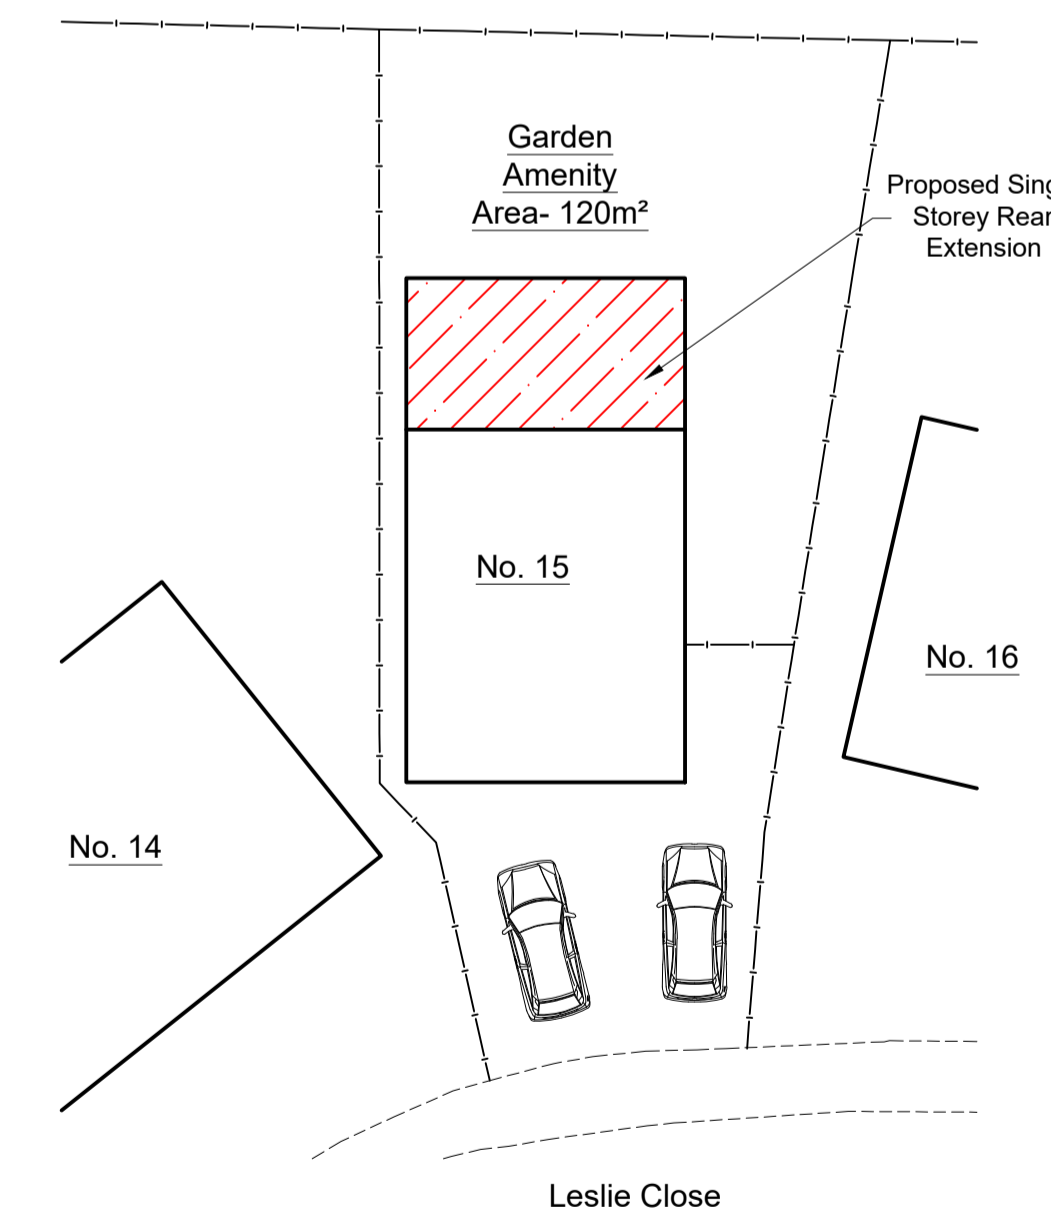 Garden
Amenity
Area- 120m²
Proposed Sing
Storey Rear
Extension
No. 15
No. 16
No. 14
Leslie Close